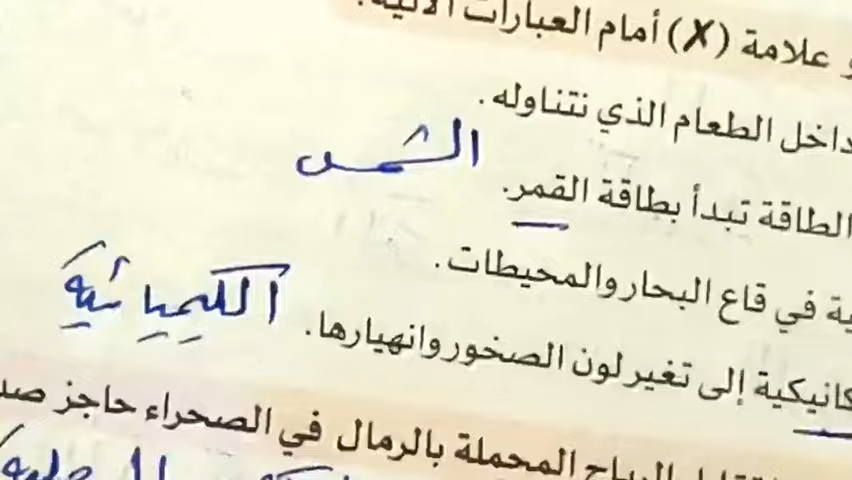 علامة (X) أمام العبارات الآتية.
داخل الطعام الذي نتناوله.
الشمس
الطاقة تبدأ بطاقة القمر.
ية في قاع البحار والمحيطات.
الكيميائية
كانيكية إلى تغير لون الصخور وانهيارها.
الرياح المحملة بالرمال في الصحراء حاجز صد